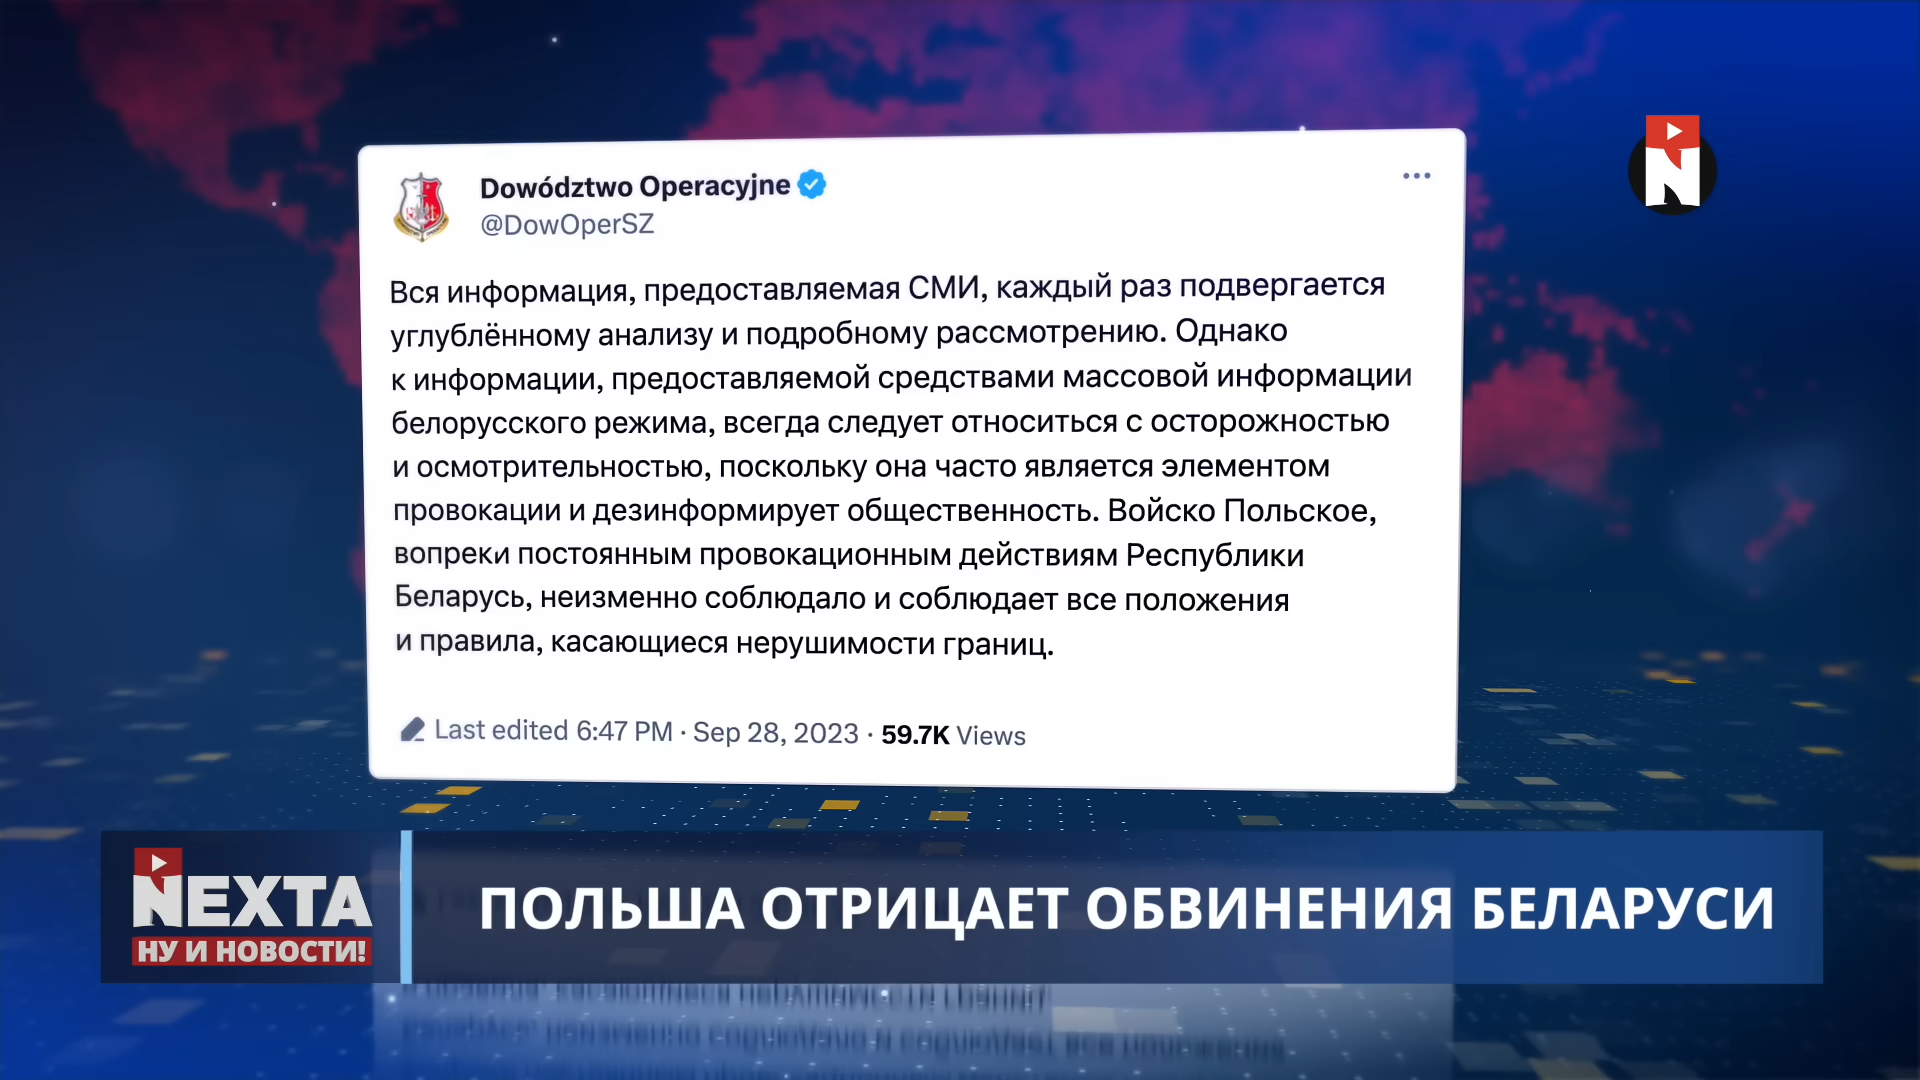 Dowództwo Operacyjne
@DowOperSZ
Вся информация, предоставляемая СМИ, каждый раз подвергается
углублённому анализу и подробному рассмотрению. Однако
к информации, предоставляемой средствами массовой информации
белорусского режима, всегда следует относиться с осторожностью
и осмотрительностью, поскольку она часто является элементом
провокации и дезинформирует общественность. Войско Польское,
вопреки постоянным провокационным действиям Республики
Беларусь, неизменно соблюдало и соблюдает все положения
и правила, касающиеся нерушимости границ.
Last edited 6:47 PM · Sep 28, 2023 · 59.7K Views
NEXTA
НУ И НОВОСТИ!
ПОЛЬША ОТРИЦАЕТ ОБВИНЕНИЯ БЕЛАРУСИ